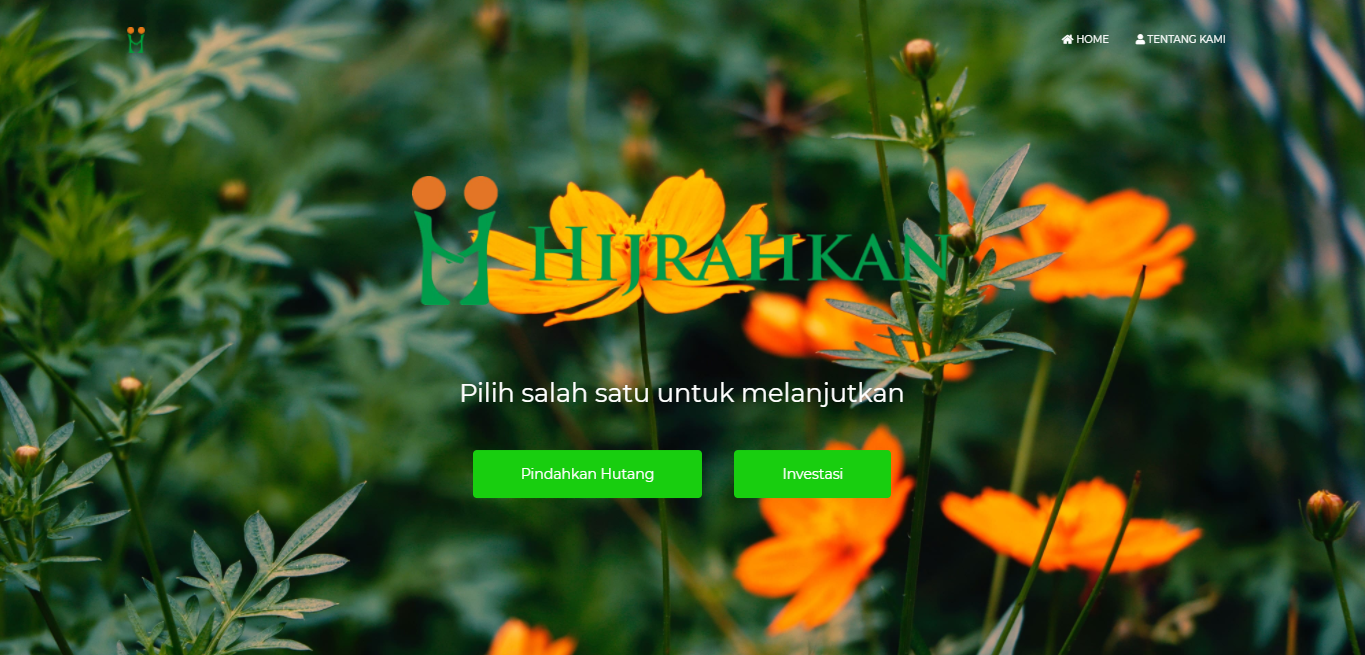 HOME
TENTANG KAMI
HIJRAHKAN
Pilih salah satu untuk melanjutkan
Pindahkan Hutang
Investasi